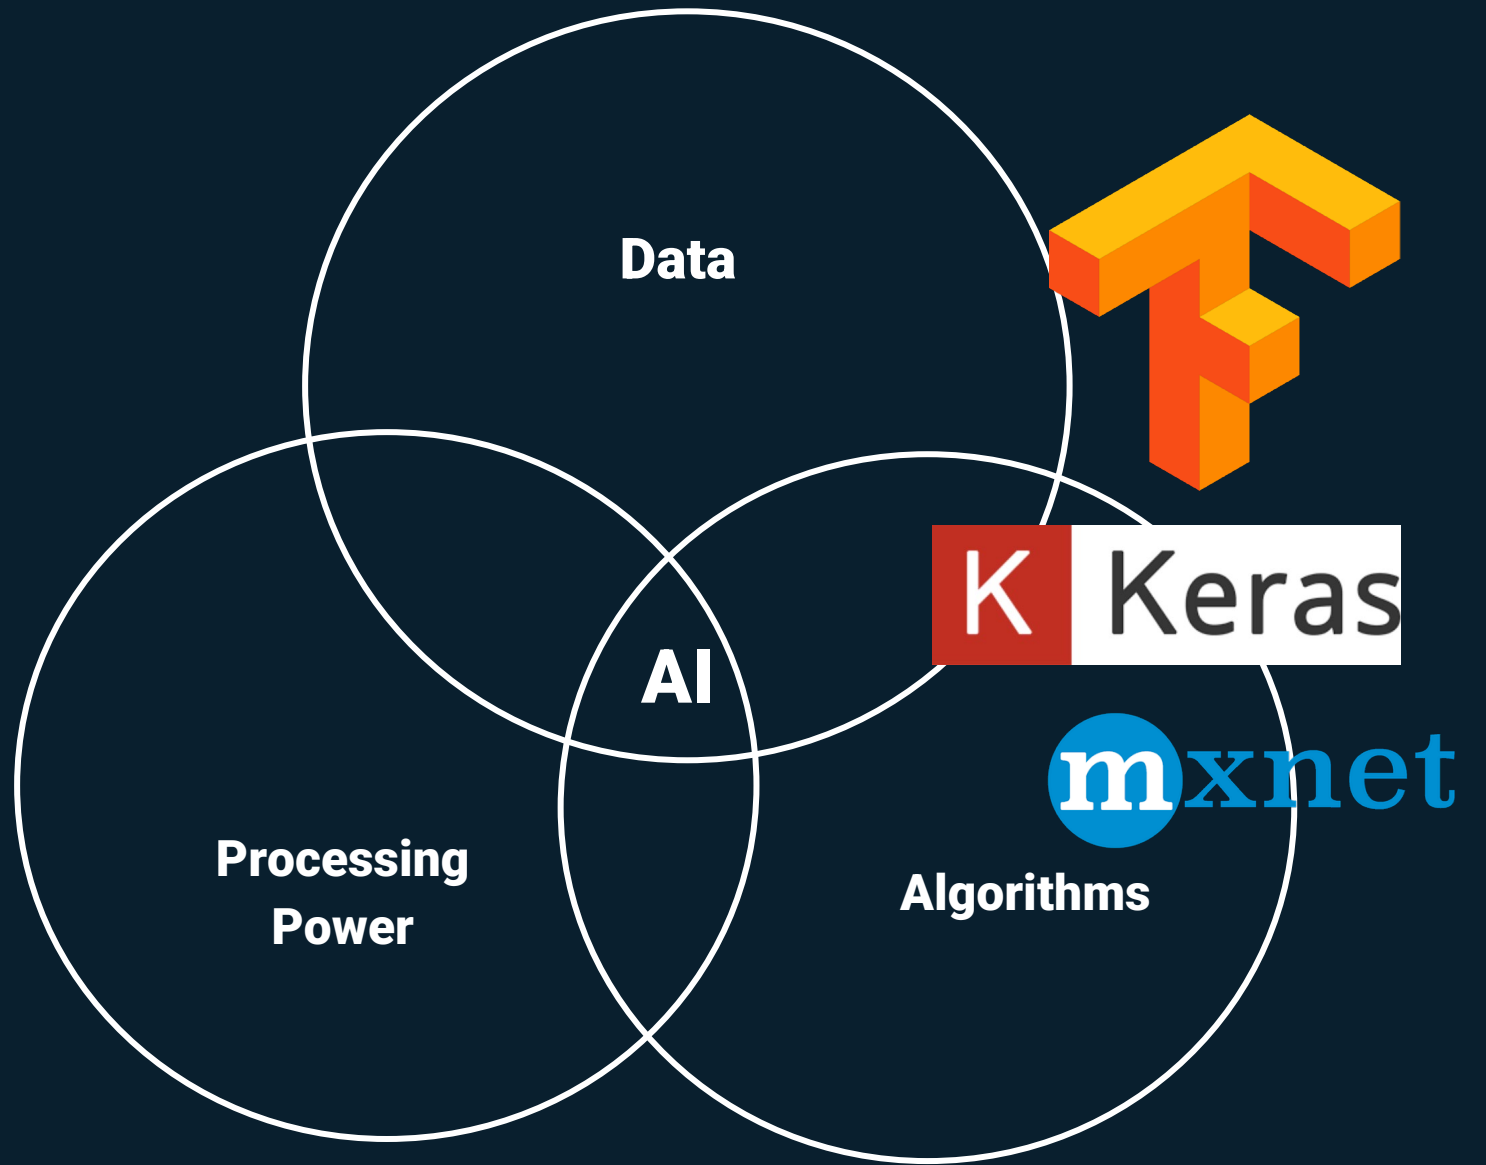 Data
K Keras
AI
mxnet
Processing
Power
Algorithms